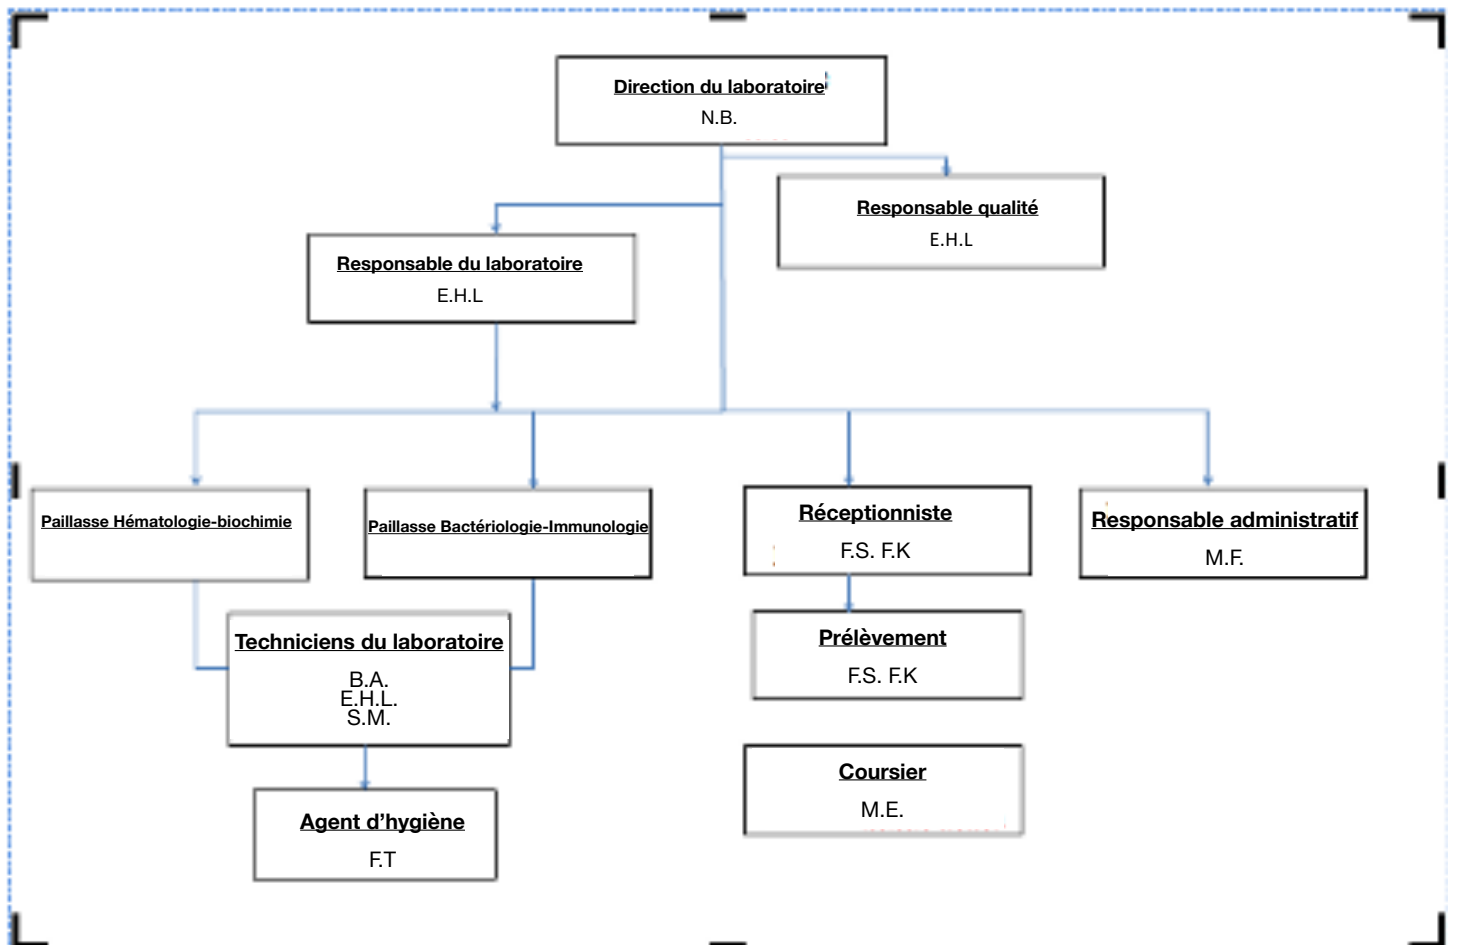 Direction du laboratoire
N.B.
Responsable qualité
E.H.L
Responsable du laboratoire
E.H.L
Paillasse Hématologie-biochimie
Paillasse Bactériologie-Immunologie
Réceptionniste
F.S. F.K
Responsable administratif
M.F.
Techniciens du laboratoire
B.A.
E.H.L.
S.M.
Prélèvement
F.S. F.K
Coursier
M.E.
Agent d’hygiène
F.T